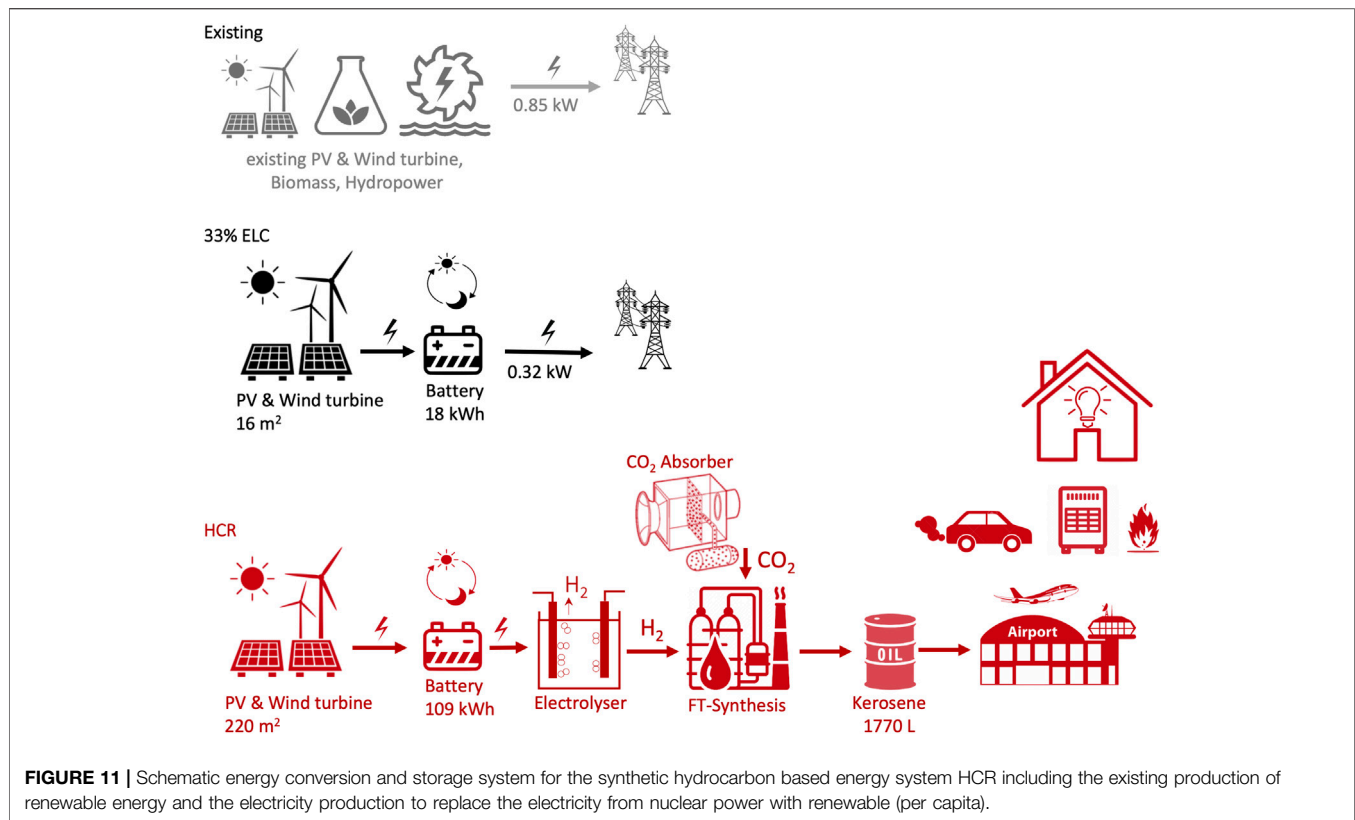 Existing
0.85 kW
existing PV & Wind turbine,
Biomass, Hydropower
33% ELC
0.32 kW
PV & Wind turbine
16 m²
Battery
18 kWh
CO₂ Absorber
CO₂
HCR
H₂
H₂
Airport
OIL
PV & Wind turbine
220 m²
Battery
109 kWh
Electrolyser
FT-Synthesis
Kerosene
1770 L
FIGURE 11 | Schematic energy conversion and storage system for the synthetic hydrocarbon based energy system HCR including the existing production of
renewable energy and the electricity production to replace the electricity from nuclear power with renewable (per capita).